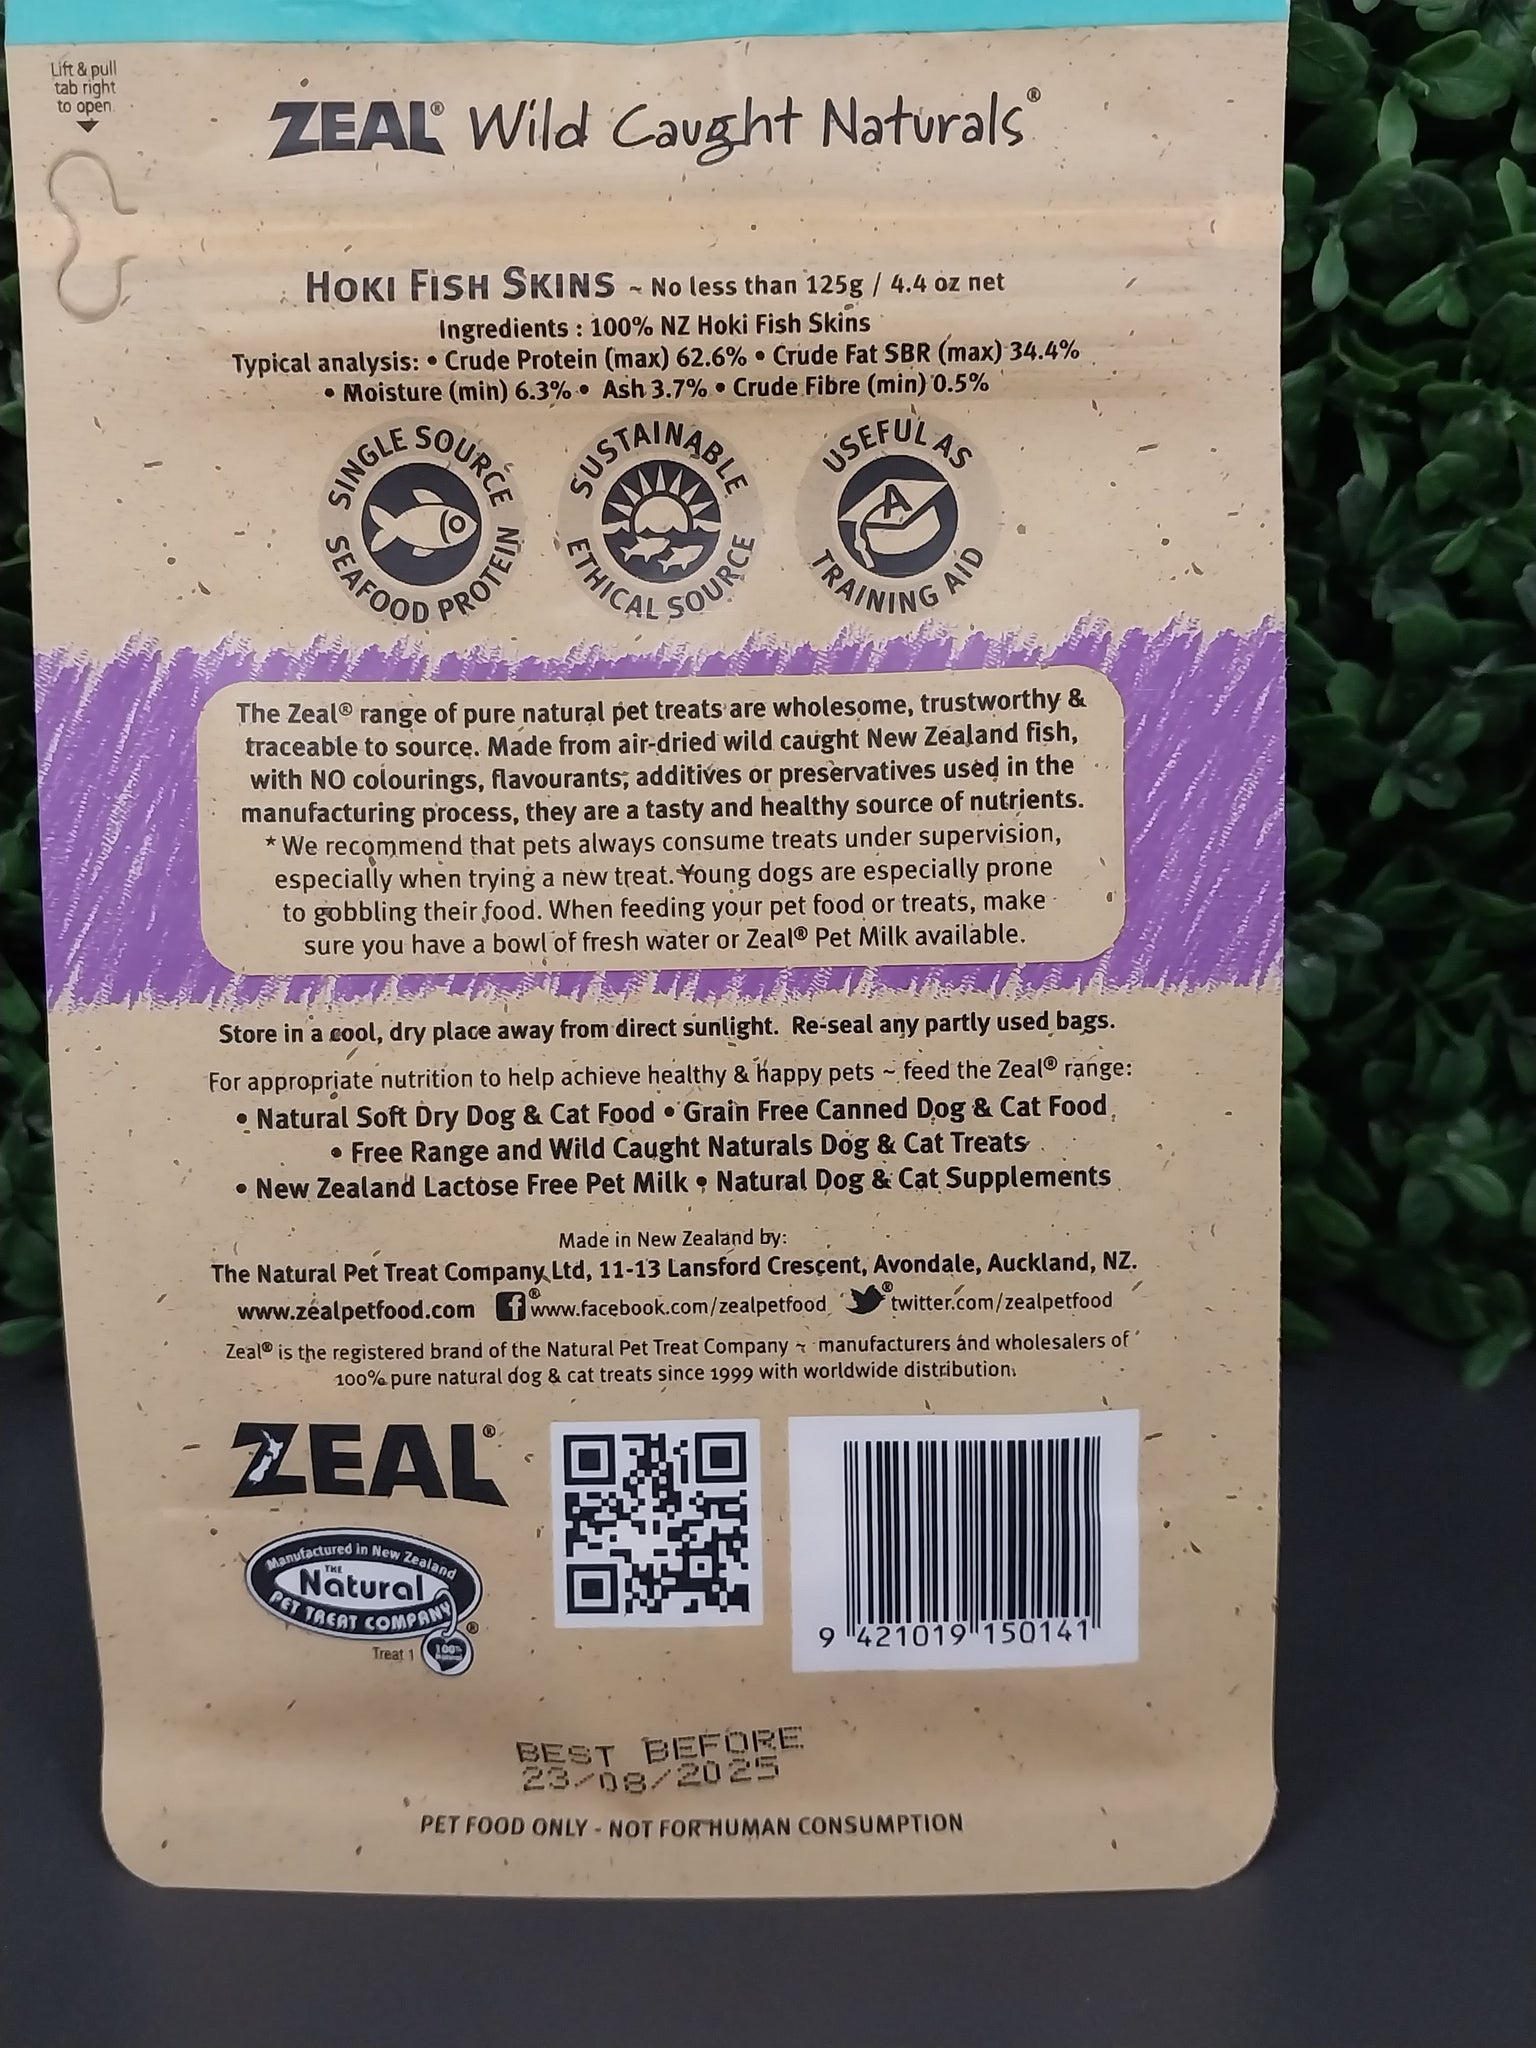 Lift & pull
tab right
to open
ZEAL® Wild Caught Naturals®
HOKI FISH SKINS ~ No less than 125g / 4.4 oz net
Ingredients : 100% NZ Hoki Fish Skins
Typical analysis: • Crude Protein (max) 62.6% • Crude Fat SBR (max) 34.4%
• Moisture (min) 6.3% • Ash 3.7% • Crude Fibre (min) 0.5%
SINGLE SOURCE
SEAFOOD PROTEIN
SUSTAINABLE
ETHICAL SOURCE
USEFUL AS
A
TRAINING AID
The Zeal® range of pure natural pet treats are wholesome, trustworthy &
traceable to source. Made from air-dried wild caught New Zealand fish,
with NO colourings, flavourants, additives or preservatives used in the
manufacturing process, they are a tasty and healthy source of nutrients.
* We recommend that pets always consume treats under supervision,
especially when trying a new treat. Young dogs are especially prone
to gobbling their food. When feeding your pet food or treats, make
sure you have a bowl of fresh water or Zeal® Pet Milk available.
Store in a cool, dry place away from direct sunlight. Re-seal any partly used bags.
For appropriate nutrition to help achieve healthy & happy pets ~ feed the Zeal® range:
• Natural Soft Dry Dog & Cat Food • Grain Free Canned Dog & Cat Food
• Free Range and Wild Caught Naturals Dog & Cat Treats
• New Zealand Lactose Free Pet Milk • Natural Dog & Cat Supplements
Made in New Zealand by:
The Natural Pet Treat Company Ltd, 11-13 Lansford Crescent, Avondale, Auckland, NZ.
www.zealpetfood.com f® www.facebook.com/zealpetfood ® twitter.com/zealpetfood
Zeal® is the registered brand of the Natural Pet Treat Company ~ manufacturers and wholesalers of
100% pure natural dog & cat treats since 1999 with worldwide distribution.
ZEAL®
Manufactured in New Zealand
THE
Natural
PET TREAT COMPANY®
Treat 1
100%
9 421019 150141
BEST BEFORE
23/08/2025
PET FOOD ONLY - NOT FOR HUMAN CONSUMPTION